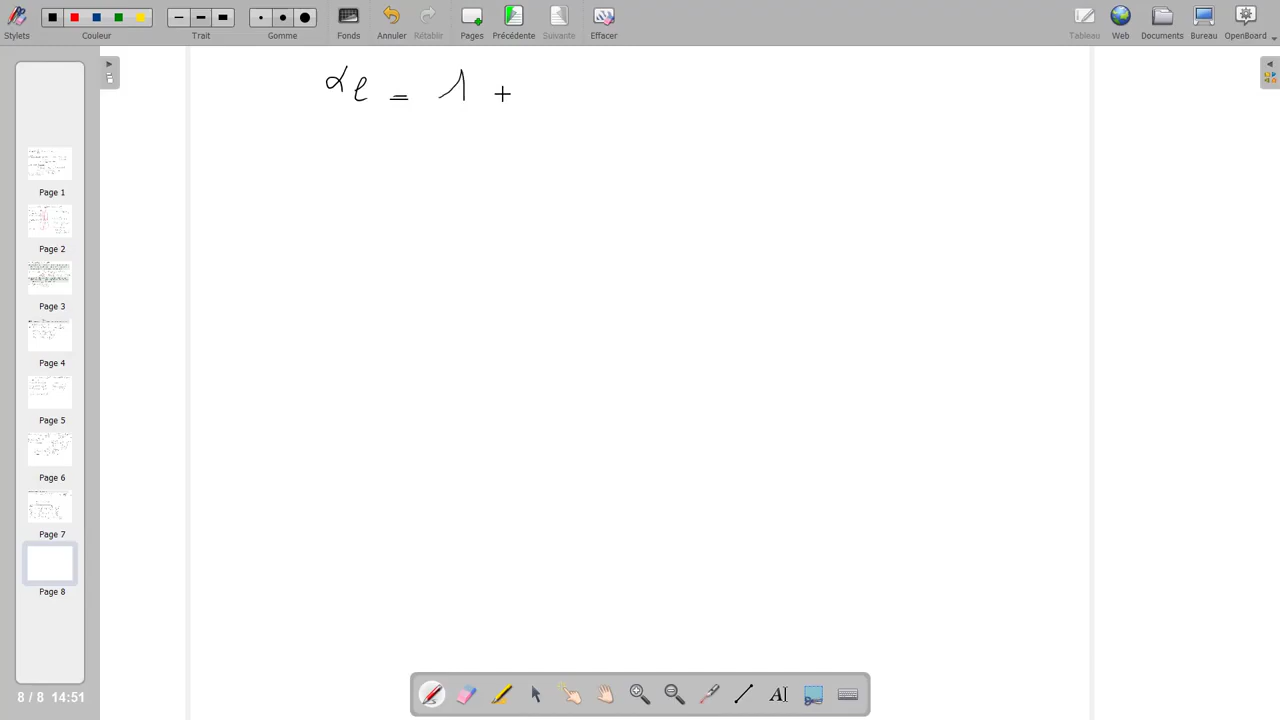 Stylets
Couleur
Trait
Gomme
Fonds
Annuler
Rétablir
Pages
Précédente
Suivante
Effacer
Tableau
Web
Documents
Bureau
OpenBoard
αℓ = 1 +
Page 1
Page 2
Page 3
Page 4
Page 5
Page 6
Page 7
Page 8
8 / 8 14:51